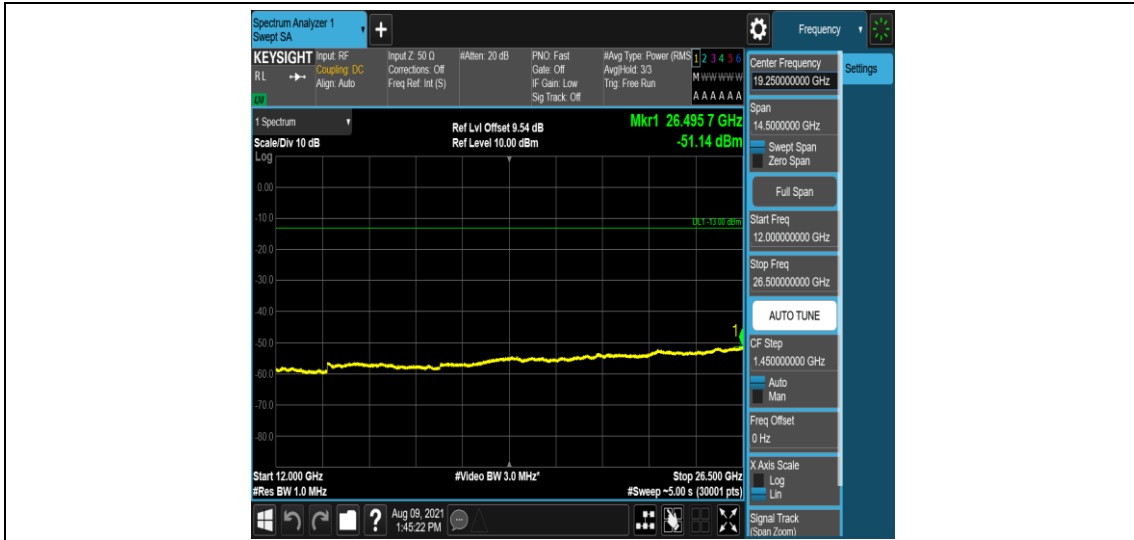 Spectrum Analyzer 1
Swept SA
+
Frequency
KEYSIGHT
RL
Input: RF
Coupling: DC
Align: Auto
Input Z: 50 Ω
Corrections: Off
Freq Ref: Int (S)
#Atten: 20 dB
PNO: Fast
Gate: Off
IF Gain: Low
Sig Track: Off
#Avg Type: Power (RMS
Avg|Hold: 3/3
Trig: Free Run
1 2 3 4 5 6
M W W W W W
A A A A A A
1 Spectrum
Scale/Div 10 dB
Log
Ref Lvl Offset 9.54 dB
Ref Level 10.00 dBm
Mkr1 26.495 7 GHz
-51.14 dBm
0.00
-10.0
DL1 -13.00 dBm
-20.0
-30.0
-40.0
1
-50.0
-60.0
-70.0
-80.0
Start 12.000 GHz
#Res BW 1.0 MHz
#Video BW 3.0 MHz*
Stop 26.500 GHz
#Sweep ~5.00 s (30001 pts)
Center Frequency
19.250000000 GHz
Settings
Span
14.5000000 GHz
Swept Span
Zero Span
Full Span
Start Freq
12.000000000 GHz
Stop Freq
26.500000000 GHz
AUTO TUNE
CF Step
1.450000000 GHz
Auto
Man
Freq Offset
0 Hz
X Axis Scale
Log
Lin
Signal Track
(Span Zoom)
?
Aug 09, 2021
1:45:22 PM